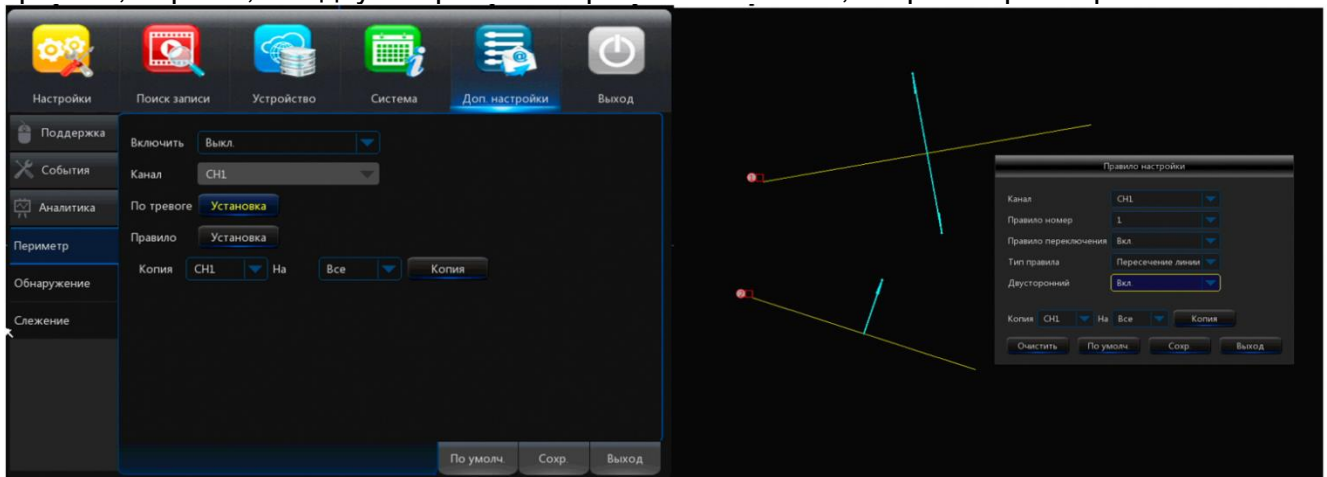 Настройки
Поиск записи
Устройство
Система
Доп. настройки
Выход
Поддержка
События
Аналитика
Периметр
Обнаружение
Слежение
Включить Выкл.
Канал CH1
По тревоге Установка
Правило Установка
Копия CH1 На Все Копия
По умолч. Сохр. Выход
1
2
Правило настройки
Канал CH1
Правило номер 1
Правило переключения Вкл.
Тип правила Пересечение линии
Двусторонний Вкл.
Копия CH1 На Все Копия
Очистить По умолч. Сохр. Выход